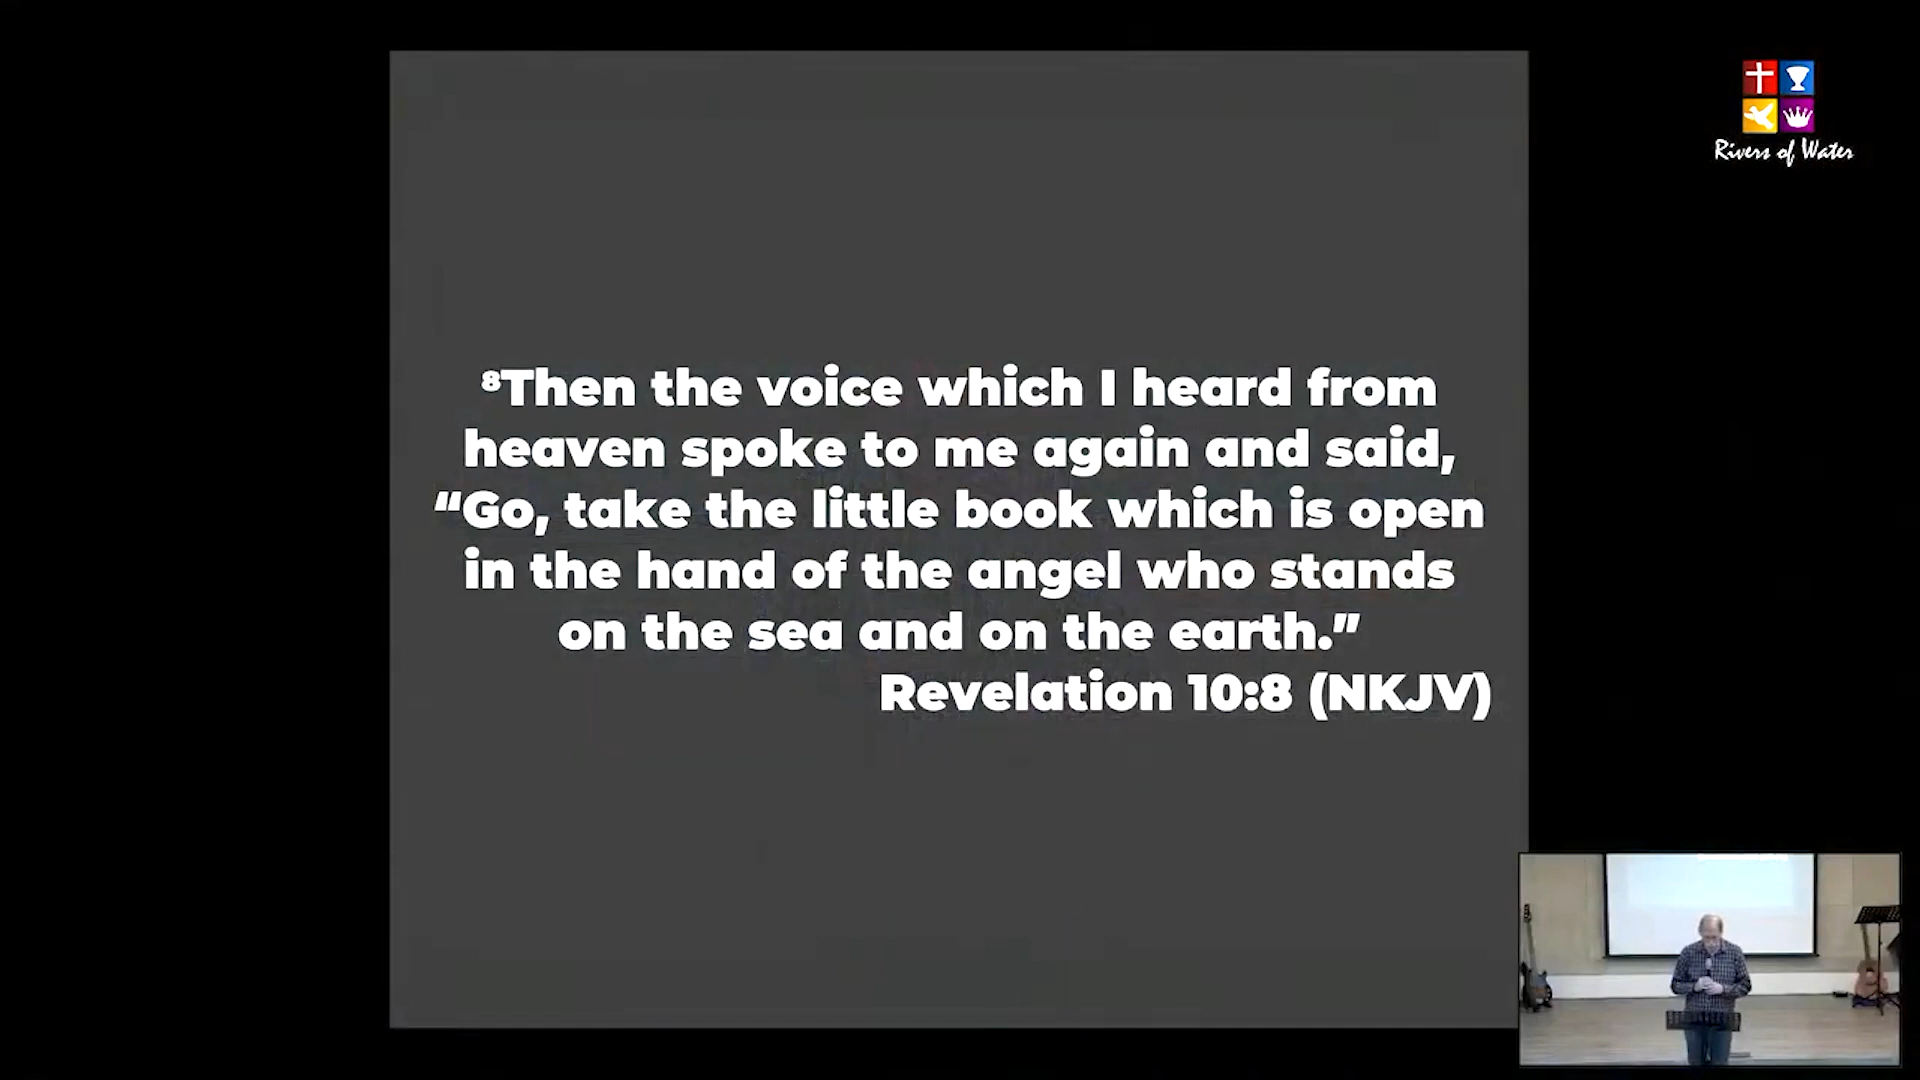 Rivers of Water
⁸Then the voice which I heard from
heaven spoke to me again and said,
“Go, take the little book which is open
in the hand of the angel who stands
on the sea and on the earth.”
Revelation 10:8 (NKJV)